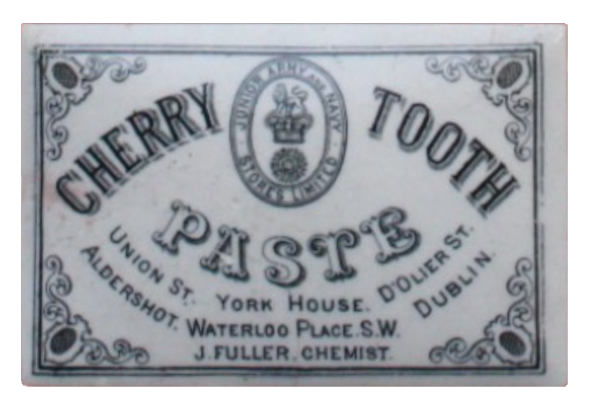 CHERRY TOOTH
JUNIOR ARMY AND NAVY
STORES LIMITED
PASTE
UNION ST.
ALDERSHOT.
YORK HOUSE.
WATERLOO PLACE.S.W.
J.FULLER.CHEMIST.
D'OLIER ST.
DUBLIN.